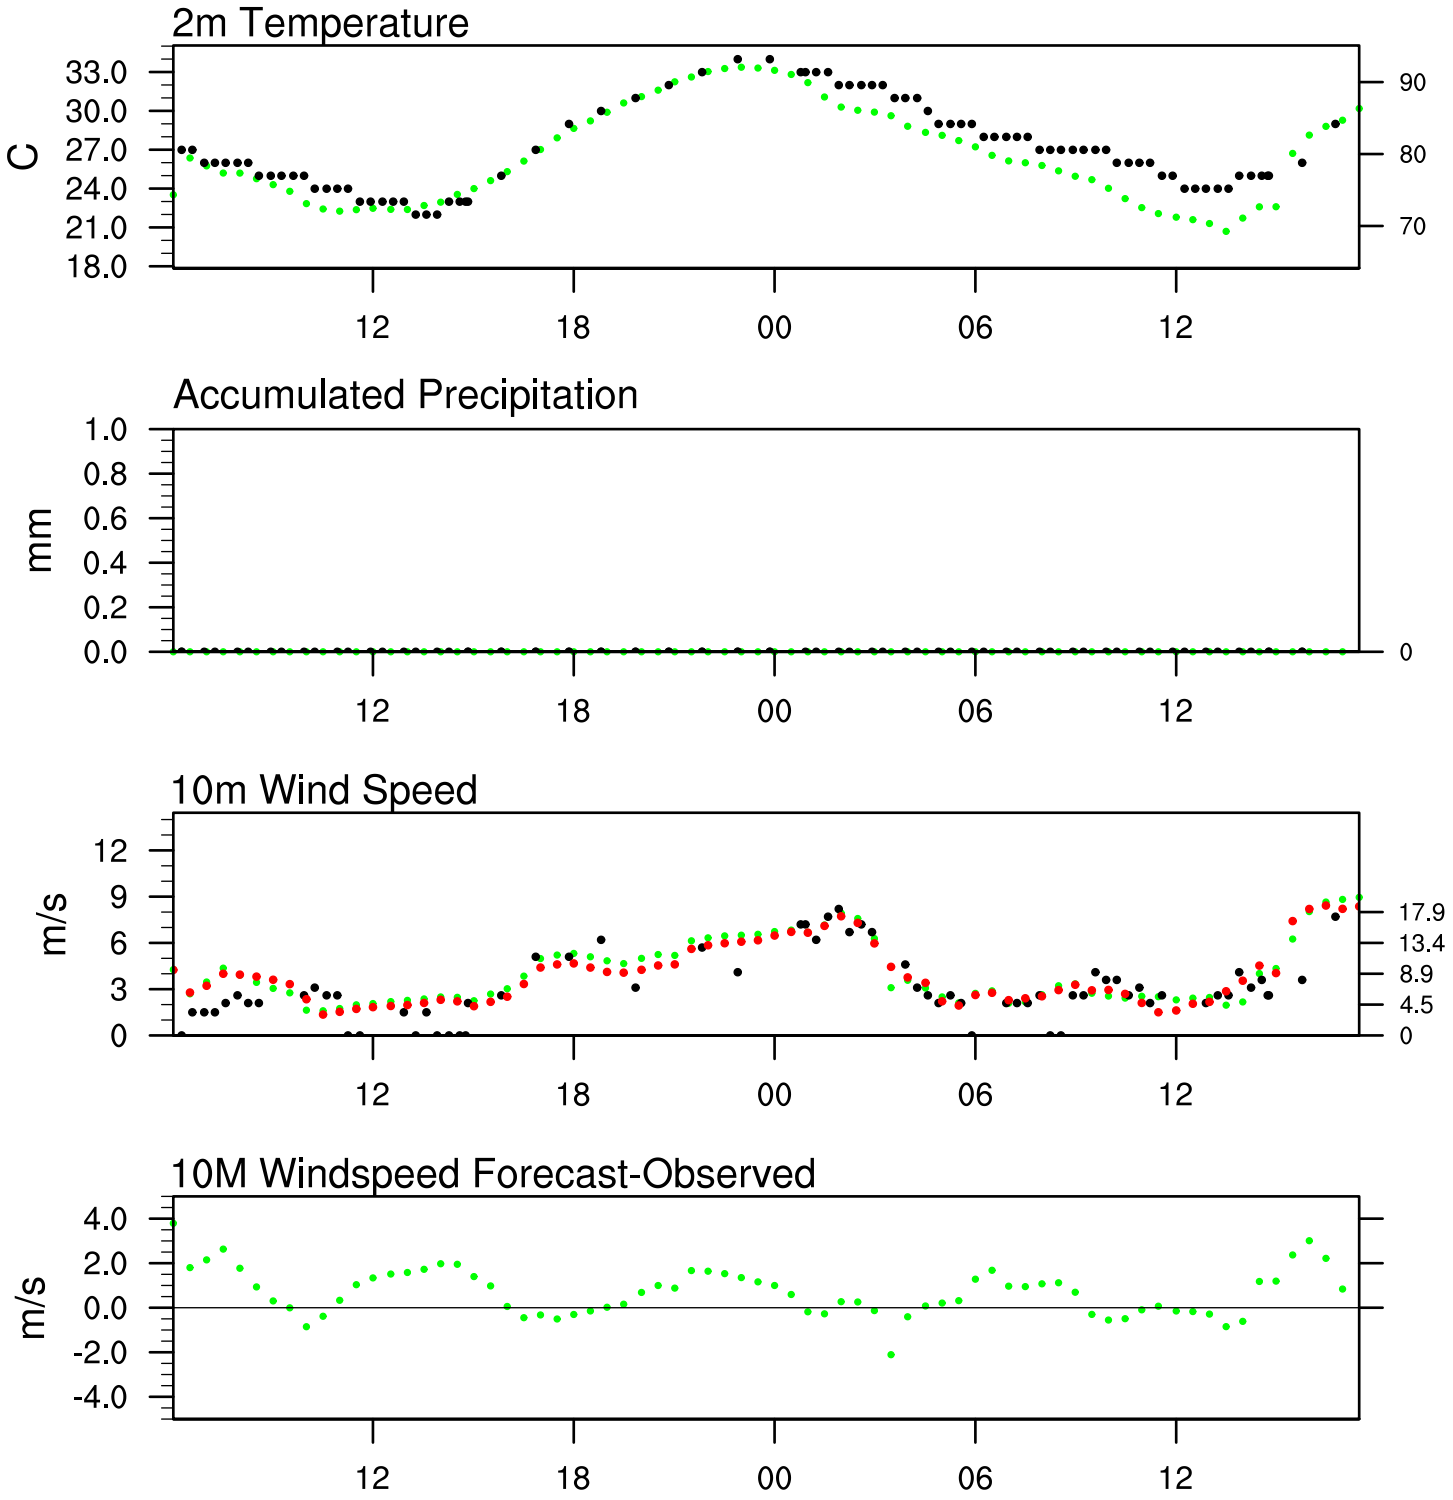 2m Temperature
33.0
30.0
27.0
24.0
21.0
18.0
C
90
80
70
12 18 00 06 12
Accumulated Precipitation
1.0
0.8
0.6
0.4
0.2
0.0
mm
0
12 18 00 06 12
10m Wind Speed
12
9
6
3
0
m/s
17.9
13.4
8.9
4.5
0
12 18 00 06 12
10M Windspeed Forecast-Observed
4.0
2.0
0.0
-2.0
-4.0
m/s
12 18 00 06 12